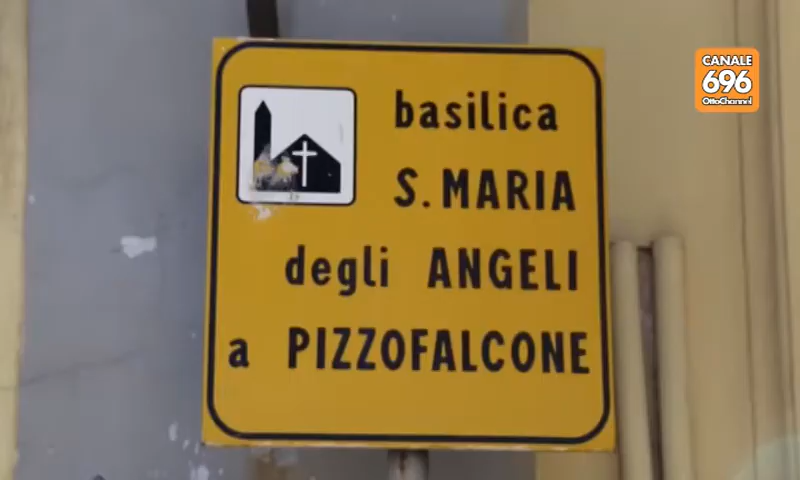 basilica
S. MARIA
degli ANGELI
a PIZZOFALCONE
CANALE
696
OttoChannel